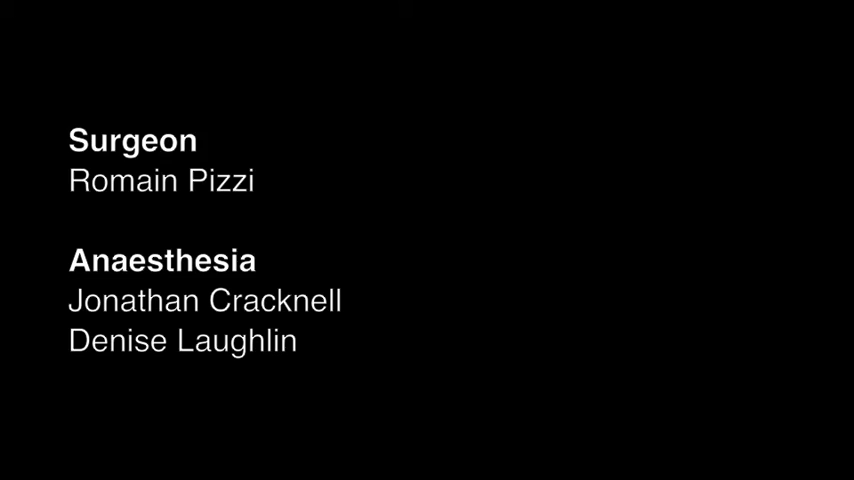 Surgeon
Romain Pizzi
Anaesthesia
Jonathan Cracknell
Denise Laughlin